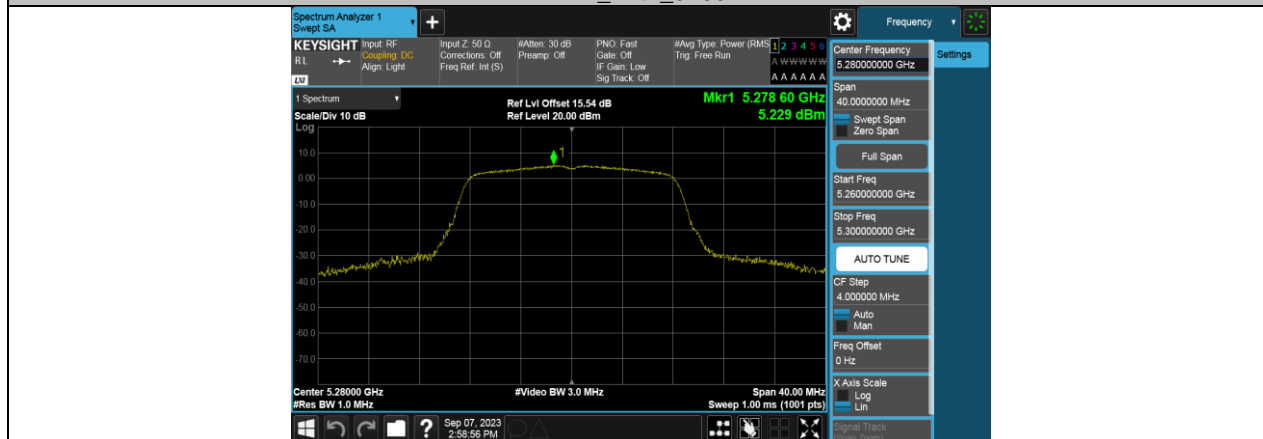 Spectrum Analyzer 1
Swept SA
+
Frequency
KEYSIGHT
RL
LXI
Input: RF
Coupling: DC
Align: Light
Input Z: 50 Ω
Corrections: Off
Freq Ref: Int (S)
#Atten: 30 dB
Preamp: Off
PNO: Fast
Gate: Off
IF Gain: Low
Sig Track: Off
#Avg Type: Power (RMS
Trig: Free Run
1 2 3 4 5 6
A W W W W W
A A A A A A
Center Frequency
5.280000000 GHz
Settings
1 Spectrum
Scale/Div 10 dB
Ref Lvl Offset 15.54 dB
Ref Level 20.00 dBm
Mkr1 5.278 60 GHz
5.229 dBm
Log
10.0
0.00
-10.0
-20.0
-30.0
-40.0
-50.0
-60.0
-70.0
1
Span
40.0000000 MHz
Swept Span
Zero Span
Full Span
Start Freq
5.260000000 GHz
Stop Freq
5.300000000 GHz
AUTO TUNE
CF Step
4.000000 MHz
Auto
Man
Freq Offset
0 Hz
X Axis Scale
Log
Lin
Signal Track
(Span Zoom)
Center 5.28000 GHz
#Res BW 1.0 MHz
#Video BW 3.0 MHz
Span 40.00 MHz
Sweep 1.00 ms (1001 pts)
?
Sep 07, 2023
2:58:56 PM